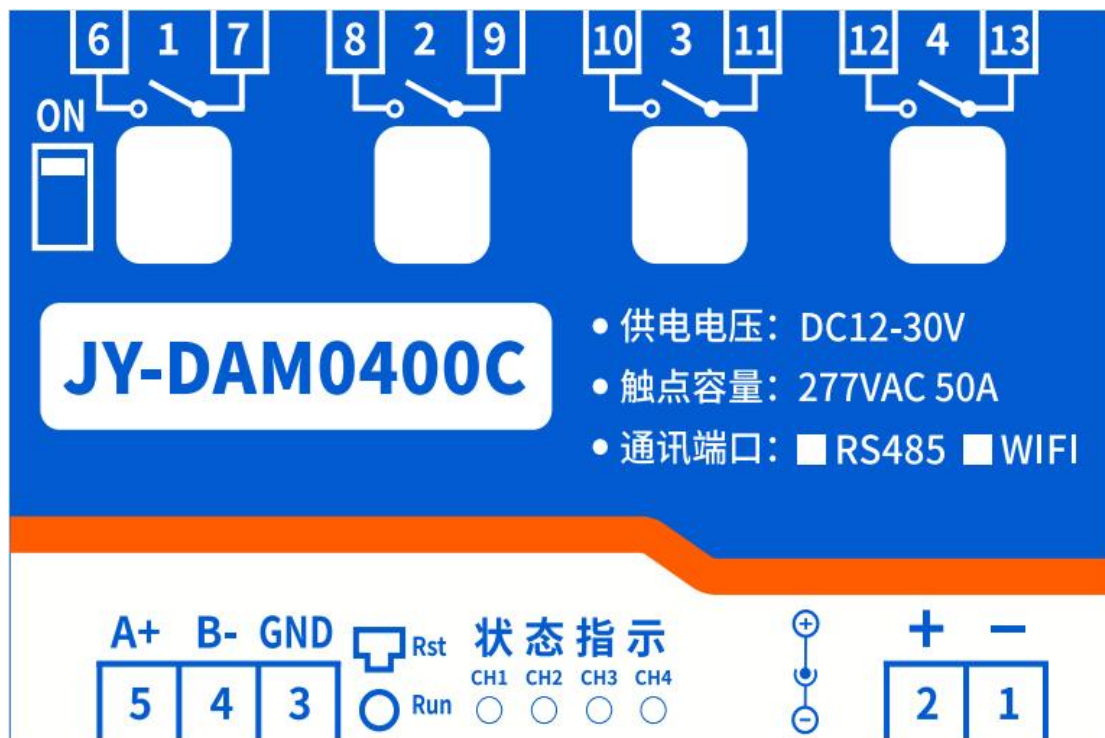 6 1 7 8 2 9 10 3 11 12 4 13
ON
JY-DAM0400C
供电电压：DC12-30V
触点容量：277VAC 50A
通讯端口：RS485 WIFI
A+ B- GND
Rst
状态指示
+ −
CH1 CH2 CH3 CH4
5 4 3
Run
2 1